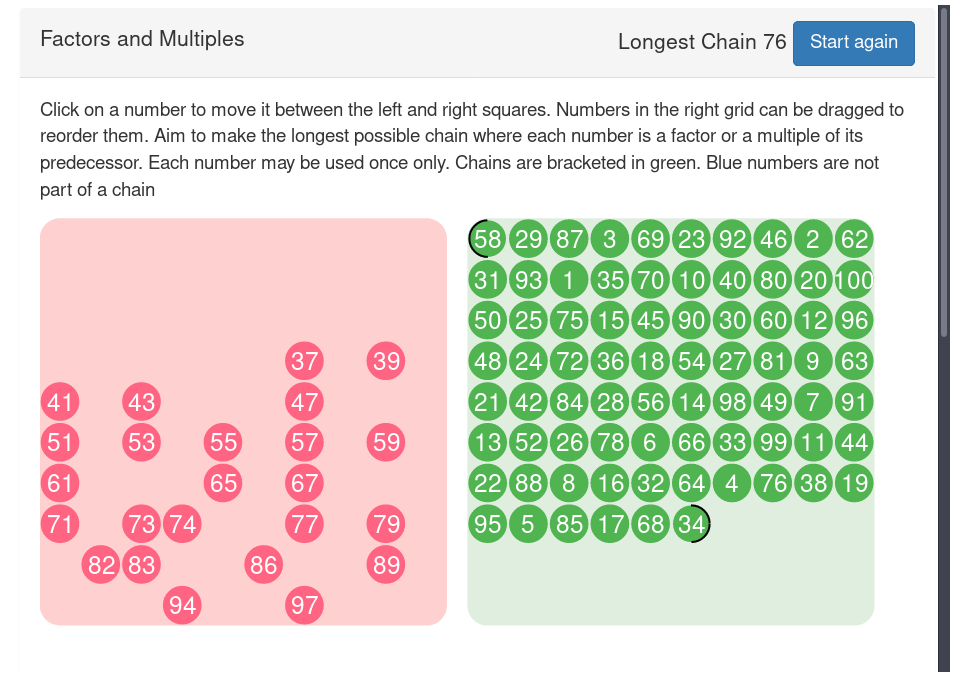 Factors and Multiples
Longest Chain 76 Start again
Click on a number to move it between the left and right squares. Numbers in the right grid can be dragged to
reorder them. Aim to make the longest possible chain where each number is a factor or a multiple of its
predecessor. Each number may be used once only. Chains are bracketed in green. Blue numbers are not
part of a chain
37 39
41 43 47
51 53 55 57 59
61 65 67
71 73 74 77 79
82 83 86 89
94 97
58 29 87 3 69 23 92 46 2 62
31 93 1 35 70 10 40 80 20 100
50 25 75 15 45 90 30 60 12 96
48 24 72 36 18 54 27 81 9 63
21 42 84 28 56 14 98 49 7 91
13 52 26 78 6 66 33 99 11 44
22 88 8 16 32 64 4 76 38 19
95 5 85 17 68 34